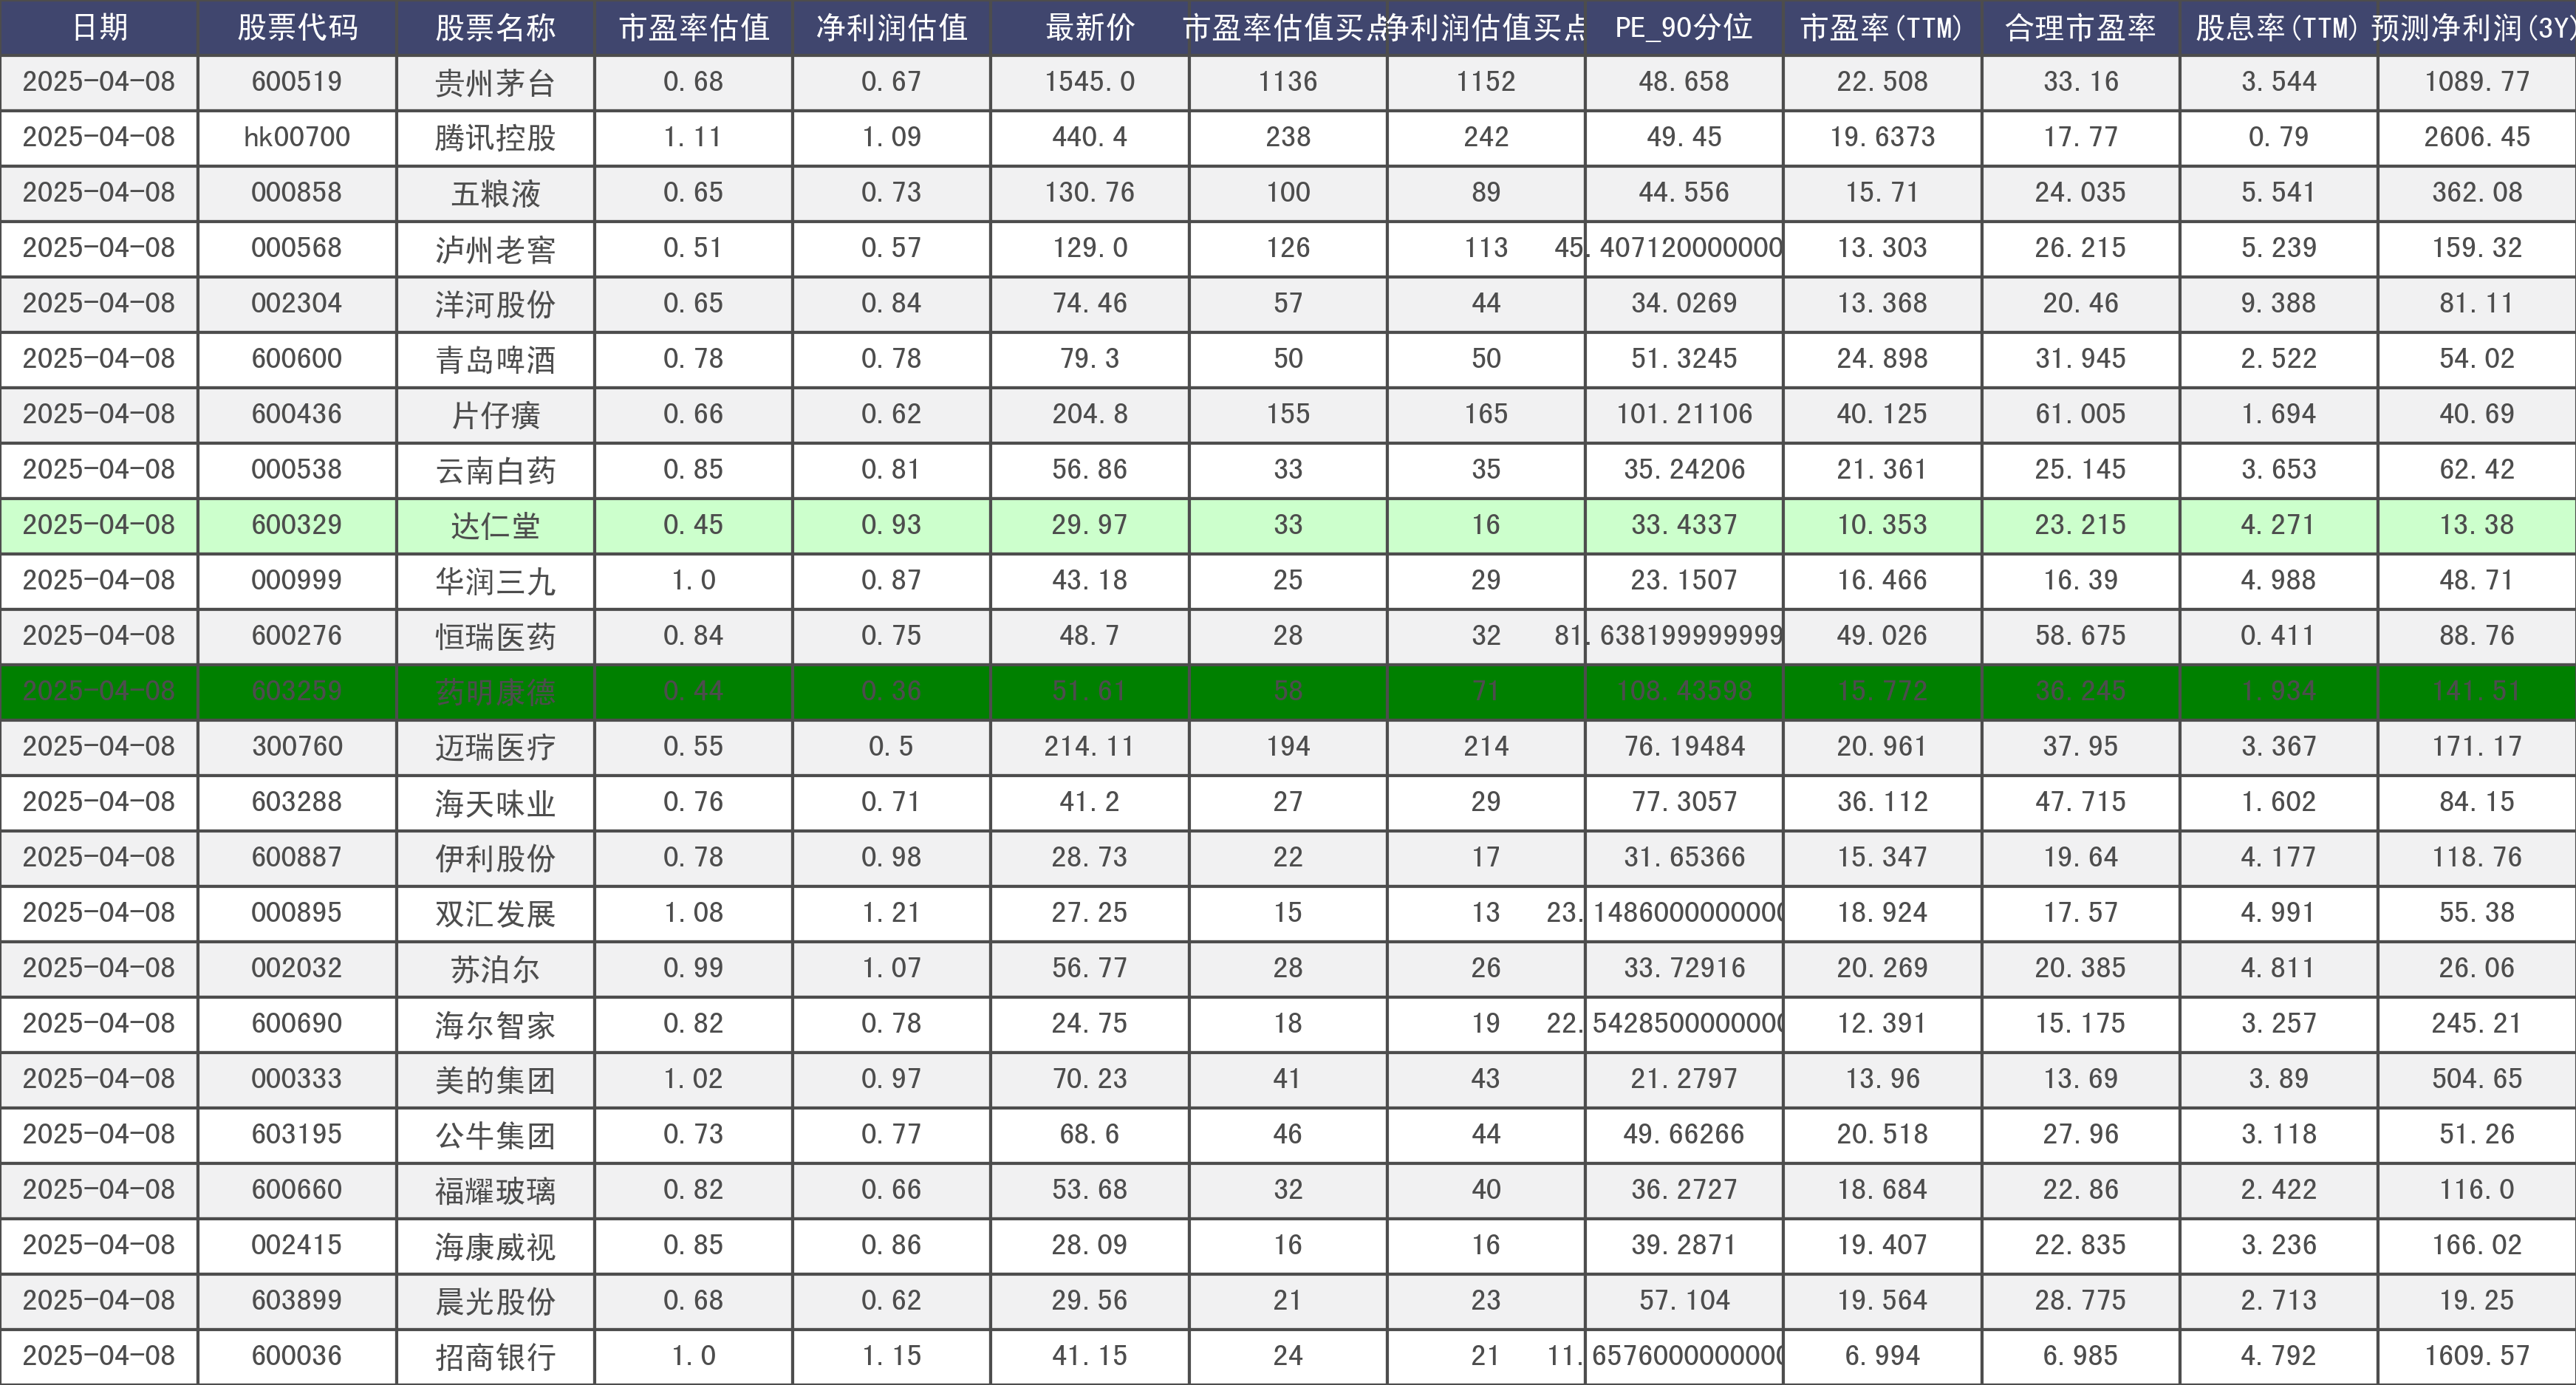 日期 股票代码 股票名称 市盈率估值 净利润估值 最新价 市盈率估值买点 净利润估值买点 PE_90分位 市盈率(TTM) 合理市盈率 股息率(TTM) 预测净利润(3Y)
2025-04-08 600519 贵州茅台 0.68 0.67 1545.0 1136 1152 48.658 22.508 33.16 3.544 1089.77
2025-04-08 hk00700 腾讯控股 1.11 1.09 440.4 238 242 49.45 19.6373 17.77 0.79 2606.45
2025-04-08 000858 五粮液 0.65 0.73 130.76 100 89 44.556 15.71 24.035 5.541 362.08
2025-04-08 000568 泸州老窖 0.51 0.57 129.0 126 113 45.407120000000 13.303 26.215 5.239 159.32
2025-04-08 002304 洋河股份 0.65 0.84 74.46 57 44 34.0269 13.368 20.46 9.388 81.11
2025-04-08 600600 青岛啤酒 0.78 0.78 79.3 50 50 51.3245 24.898 31.945 2.522 54.02
2025-04-08 600436 片仔癀 0.66 0.62 204.8 155 165 101.21106 40.125 61.005 1.694 40.69
2025-04-08 000538 云南白药 0.85 0.81 56.86 33 35 35.24206 21.361 25.145 3.653 62.42
2025-04-08 600329 达仁堂 0.45 0.93 29.97 33 16 33.4337 10.353 23.215 4.271 13.38
2025-04-08 000999 华润三九 1.0 0.87 43.18 25 29 23.1507 16.466 16.39 4.988 48.71
2025-04-08 600276 恒瑞医药 0.84 0.75 48.7 28 32 81.638199999999 49.026 58.675 0.411 88.76
2025-04-08 603259 药明康德 0.44 0.36 51.61 58 71 108.43598 15.772 36.245 1.934 141.51
2025-04-08 300760 迈瑞医疗 0.55 0.5 214.11 194 214 76.19484 20.961 37.95 3.367 171.17
2025-04-08 603288 海天味业 0.76 0.71 41.2 27 29 77.3057 36.112 47.715 1.602 84.15
2025-04-08 600887 伊利股份 0.78 0.98 28.73 22 17 31.65366 15.347 19.64 4.177 118.76
2025-04-08 000895 双汇发展 1.08 1.21 27.25 15 13 23.1486000000000 18.924 17.57 4.991 55.38
2025-04-08 002032 苏泊尔 0.99 1.07 56.77 28 26 33.72916 20.269 20.385 4.811 26.06
2025-04-08 600690 海尔智家 0.82 0.78 24.75 18 19 22.5428500000000 12.391 15.175 3.257 245.21
2025-04-08 000333 美的集团 1.02 0.97 70.23 41 43 21.2797 13.96 13.69 3.89 504.65
2025-04-08 603195 公牛集团 0.73 0.77 68.6 46 44 49.66266 20.518 27.96 3.118 51.26
2025-04-08 600660 福耀玻璃 0.82 0.66 53.68 32 40 36.2727 18.684 22.86 2.422 116.0
2025-04-08 002415 海康威视 0.85 0.86 28.09 16 16 39.2871 19.407 22.835 3.236 166.02
2025-04-08 603899 晨光股份 0.68 0.62 29.56 21 23 57.104 19.564 28.775 2.713 19.25
2025-04-08 600036 招商银行 1.0 1.15 41.15 24 21 11.6576000000000 6.994 6.985 4.792 1609.57